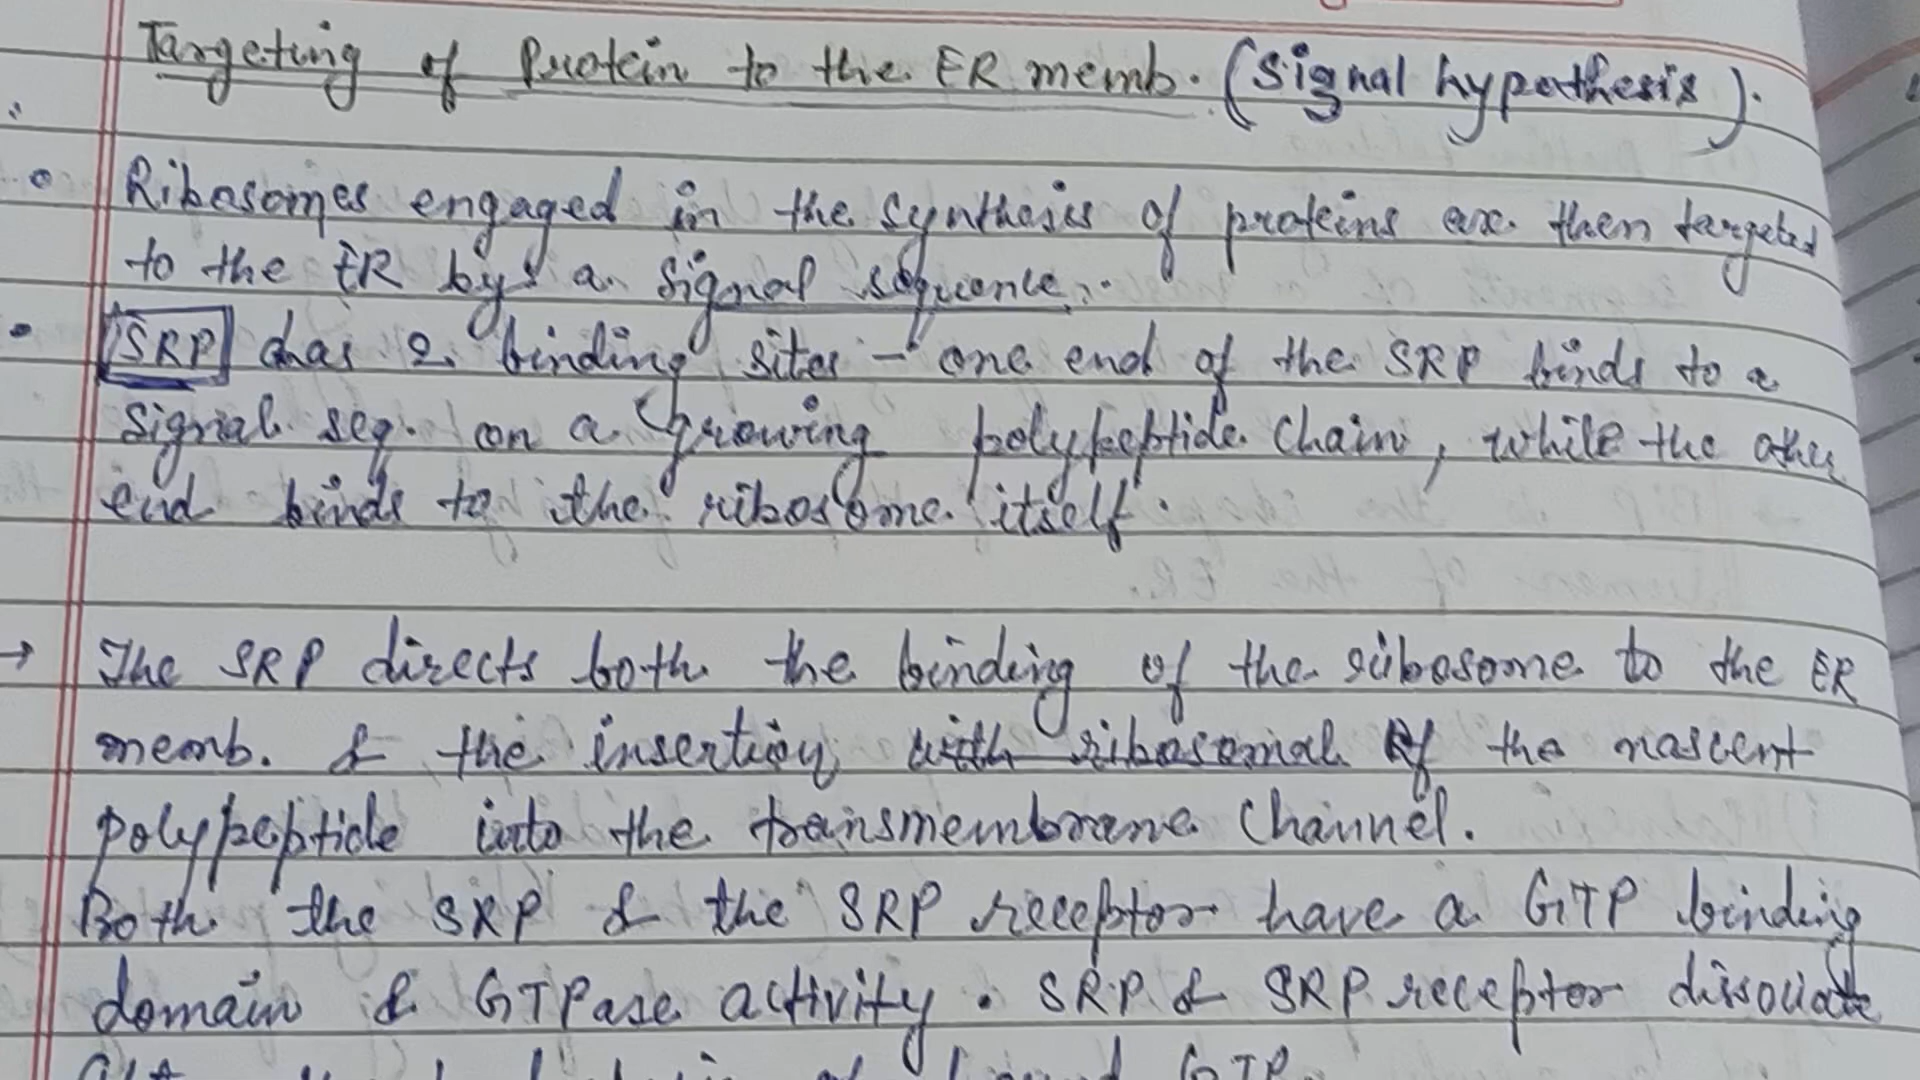 Targeting of Protein to the ER memb. (Signal hypothesis).
Ribosomes engaged in the synthesis of proteins are then targeted
to the ER by a signal sequence.
SRP has 2 binding sites - one end of the SRP binds to a
signal seq. on a growing polypeptide chain, while the other
end binds to the ribosome itself.
→ The SRP directs both the binding of the ribosome to the ER
memb. & the insertion with ribosomal of the nascent
polypeptide into the transmembrane channel.
Both the SRP & the SRP receptor have a GTP binding
domain & GTPase activity. SRP & SRP receptor dissociate
GTP